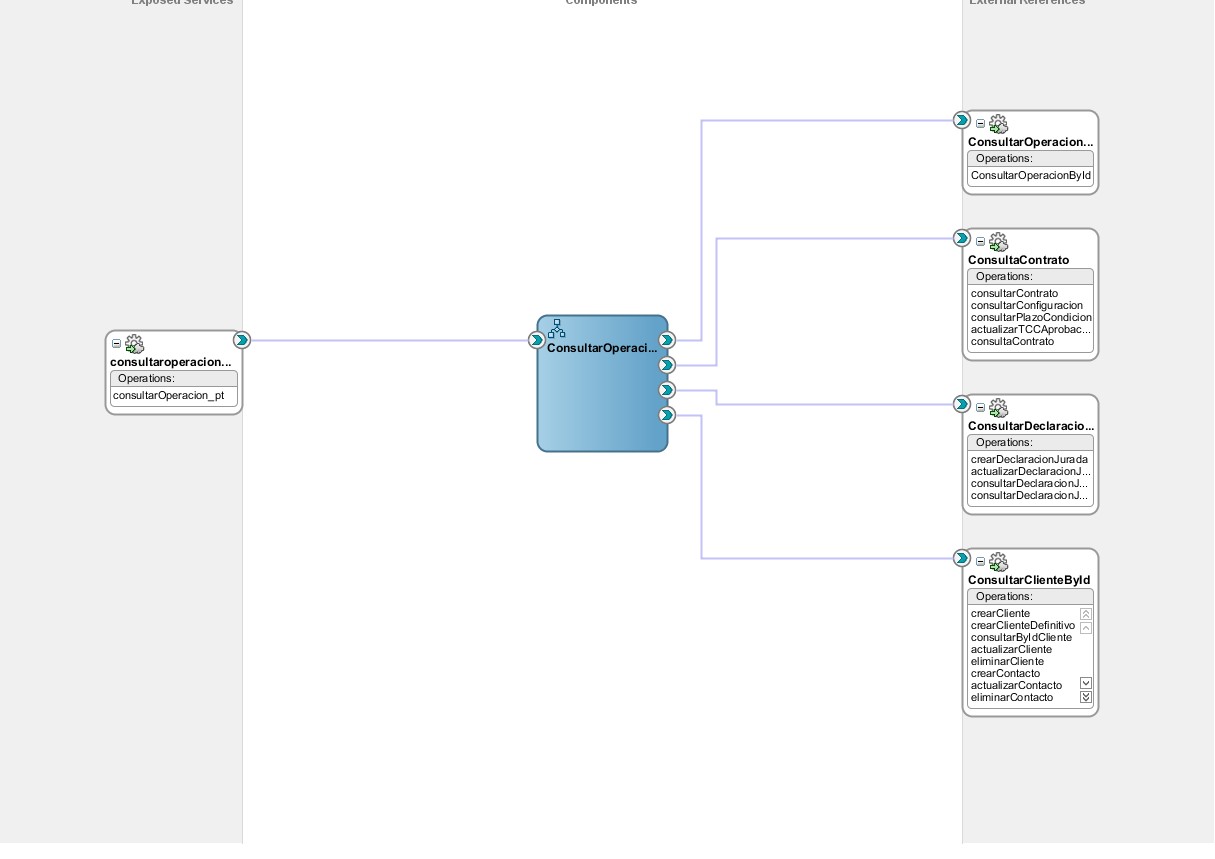 Exposed Services
Components
External References
consultaroperacion...
Operations:
consultarOperacion_pt
ConsultarOperaci...
ConsultarOperacion...
Operations:
ConsultarOperacionById
ConsultaContrato
Operations:
consultarContrato
consultarConfiguracion
consultarPlazoCondicion
actualizarTCCAprobac...
consultaContrato
ConsultarDeclaracio...
Operations:
crearDeclaracionJurada
actualizarDeclaracionJ...
consultarDeclaracionJ...
consultarDeclaracionJ...
ConsultarClienteById
Operations:
crearCliente
crearClienteDefinitivo
consultarByIdCliente
actualizarCliente
eliminarCliente
crearContacto
actualizarContacto
eliminarContacto